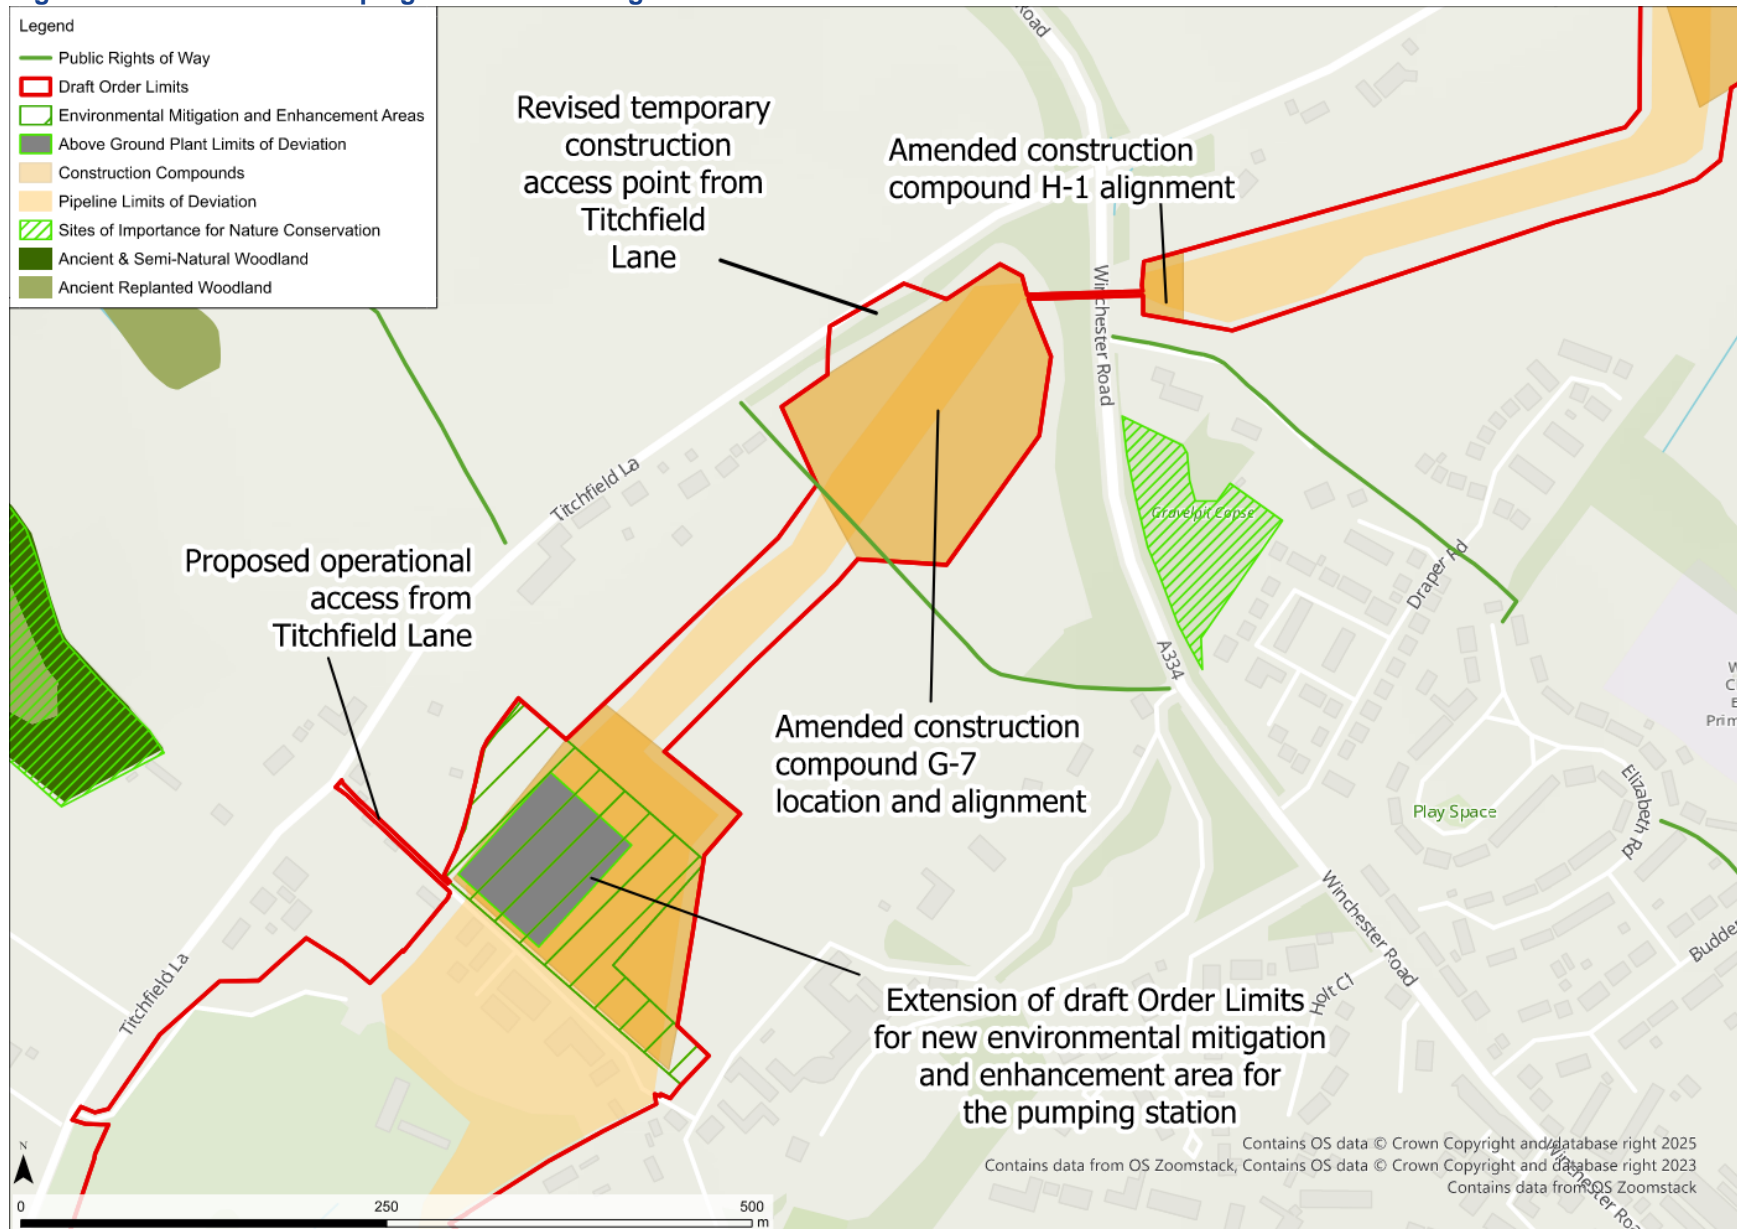 Legend
Public Rights of Way
Draft Order Limits
Environmental Mitigation and Enhancement Areas
Above Ground Plant Limits of Deviation
Construction Compounds
Pipeline Limits of Deviation
Sites of Importance for Nature Conservation
Ancient & Semi-Natural Woodland
Ancient Replanted Woodland
Road
Revised temporary
construction
access point from
Titchfield
Lane
Amended construction
compound H-1 alignment
Winchester Road
Titchfield La
Gravelpit Copse
Draper Rd
Proposed operational
access from
Titchfield Lane
A334
Amended construction
compound G-7
location and alignment
Play Space
Elizabeth Rd
Winchester Road
Titchfield La
Holt Cl
Extension of draft Order Limits
for new environmental mitigation
and enhancement area for
the pumping station
Winchester Roa
N
Contains OS data © Crown Copyright and database right 2025
Contains data from OS Zoomstack, Contains OS data © Crown Copyright and database right 2023
Contains data from OS Zoomstack
0 250 500
m